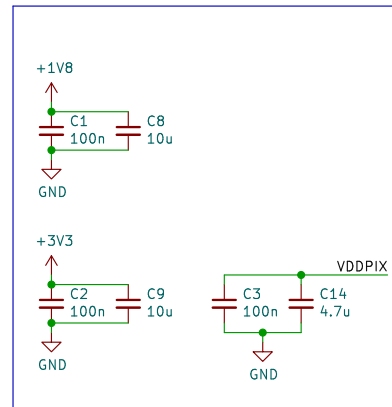 +1V8
C1 C8
100n 10u
GND
+3V3
VDDPIX
C2 C9 C3 C14
100n 10u 100n 4.7u
GND GND